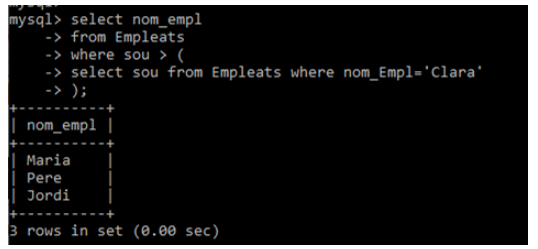 mysql> select nom_empl
    -> from Empleats
    -> where sou > (
    -> select sou from Empleats where nom_Empl='Clara'
    -> );
+----------+
| nom_empl |
+----------+
| Maria    |
| Pere     |
| Jordi    |
+----------+
3 rows in set (0.00 sec)